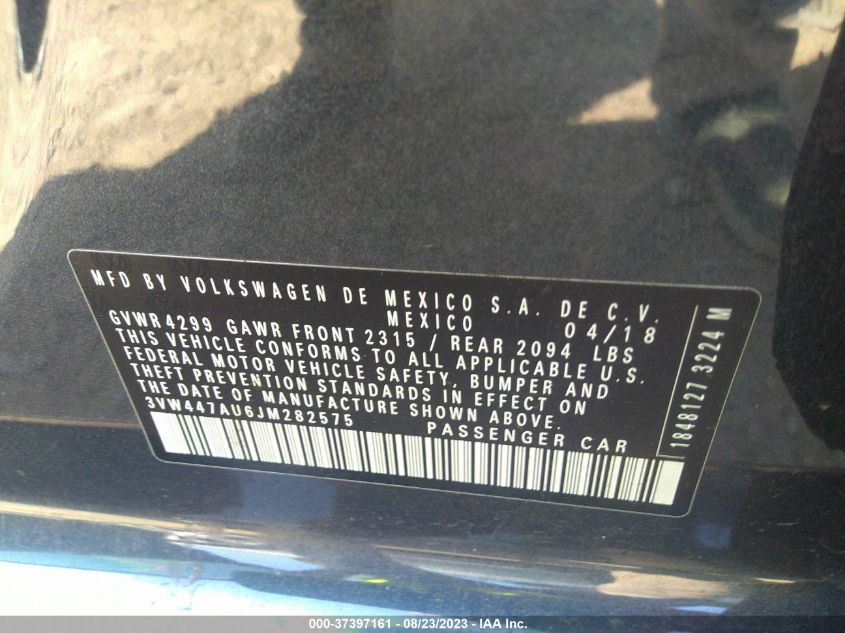 MFD BY VOLKSWAGEN DE MEXICO S.A. DE C.V.
MEXICO 04/18
GVWR4299 GAWR FRONT 2315 / REAR 2094 LBS
THIS VEHICLE CONFORMS TO ALL APPLICABLE U.S.
FEDERAL MOTOR VEHICLE SAFETY, BUMPER AND
THEFT PREVENTION STANDARDS IN EFFECT ON
THE DATE OF MANUFACTURE SHOWN ABOVE.
3VW447AU6JM282575 PASSENGER CAR
1848127 3224 M
000-37397161 - 08/23/2023 - IAA Inc.